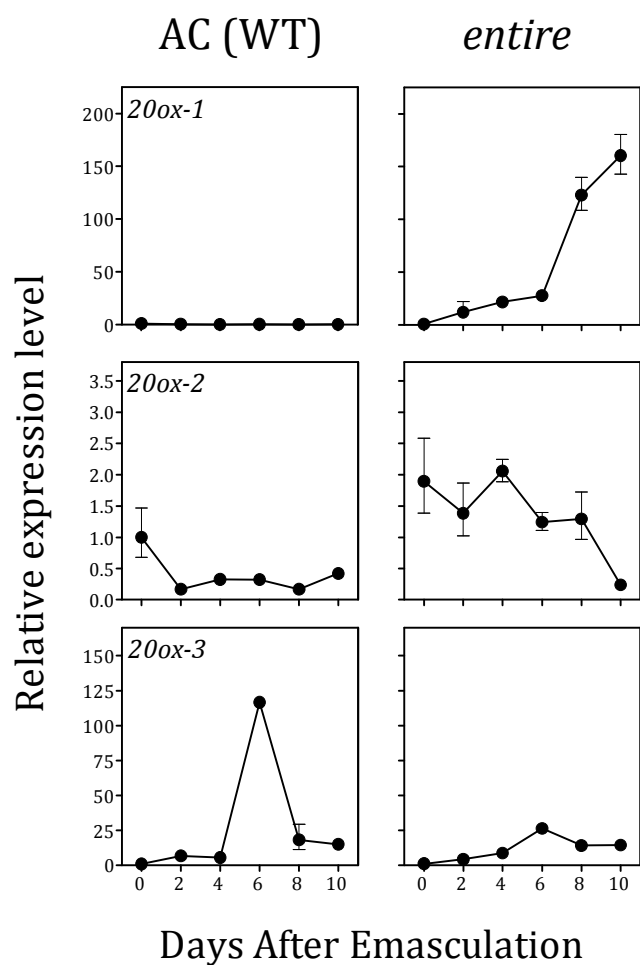 AC (WT) entire
Relative expression level
20ox-1
200
150
100
50
0
20ox-2
3.5
3.0
2.5
2.0
1.5
1.0
0.5
0.0
20ox-3
150
125
100
75
50
25
0
0 2 4 6 8 10 0 2 4 6 8 10
Days After Emasculation